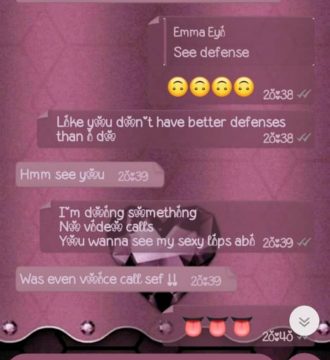 Emma Eyi
See defense
🙃🙃🙃🙃 20:38
Like you don't have better defenses
than i do 20:38
Hmm see you 20:39
I'm doing something
No video calls
You wanna see my sexy lips abi 20:39
Was even voice call sef !! 20:39
👅👅👅 20:40